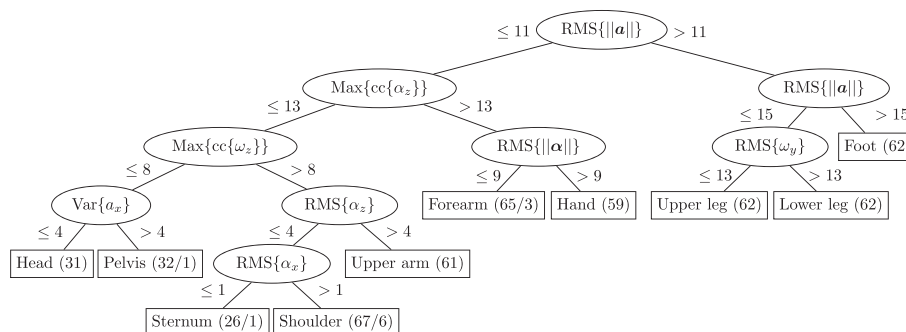 RMS{||a||}
≤ 11
> 11
Max{cc{α_z}}
RMS{||a||}
≤ 13
> 13
≤ 15
> 15
Max{cc{ω_z}}
RMS{||α||}
RMS{ω_y}
Foot (62
≤ 8
> 8
≤ 9
> 9
≤ 13
> 13
Var{a_x}
RMS{α_z}
Forearm (65/3)
Hand (59)
Upper leg (62)
Lower leg (62)
≤ 4
> 4
≤ 4
> 4
Head (31)
Pelvis (32/1)
RMS{α_x}
Upper arm (61)
≤ 1
> 1
Sternum (26/1)
Shoulder (67/6)